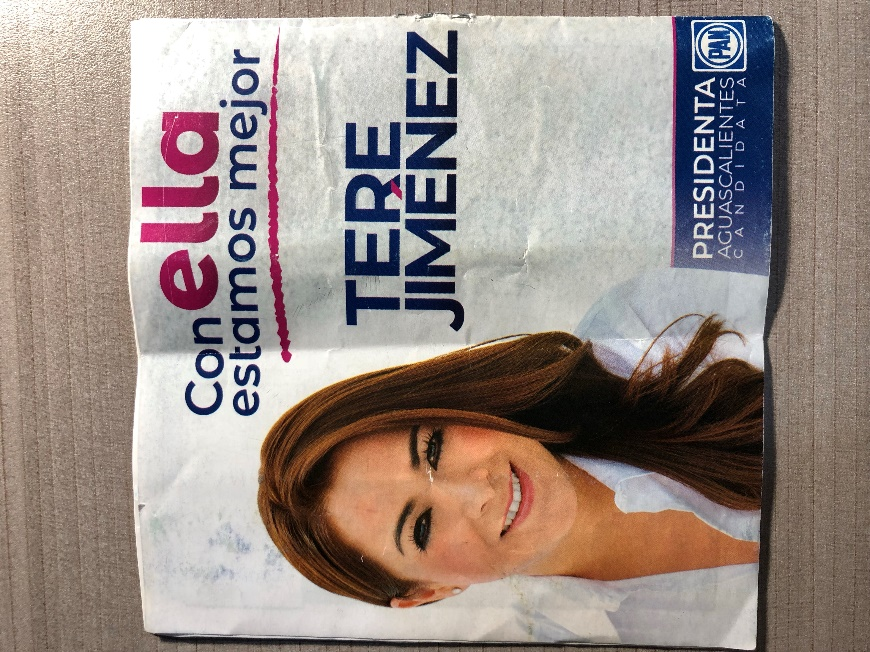 Con ella
estamos mejor
TERE
JIMÉNEZ
PAN
PRESIDENTA
AGUASCALIENTES
CANDIDATA